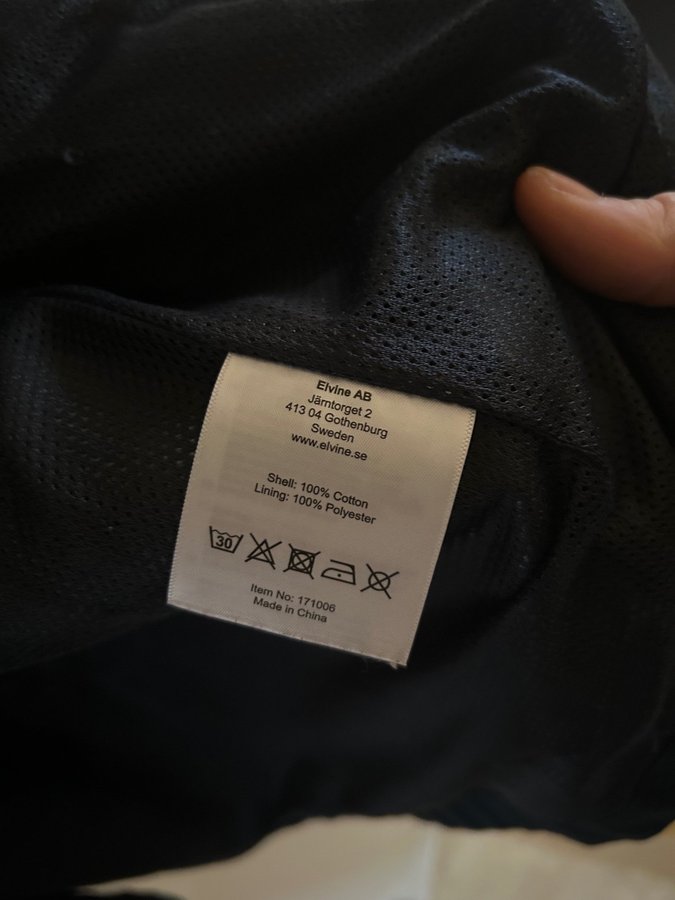 Elvine AB
Järntorget 2
413 04 Gothenburg
Sweden
www.elvine.se
Shell: 100% Cotton
Lining: 100% Polyester
30
Item No: 171006
Made in China